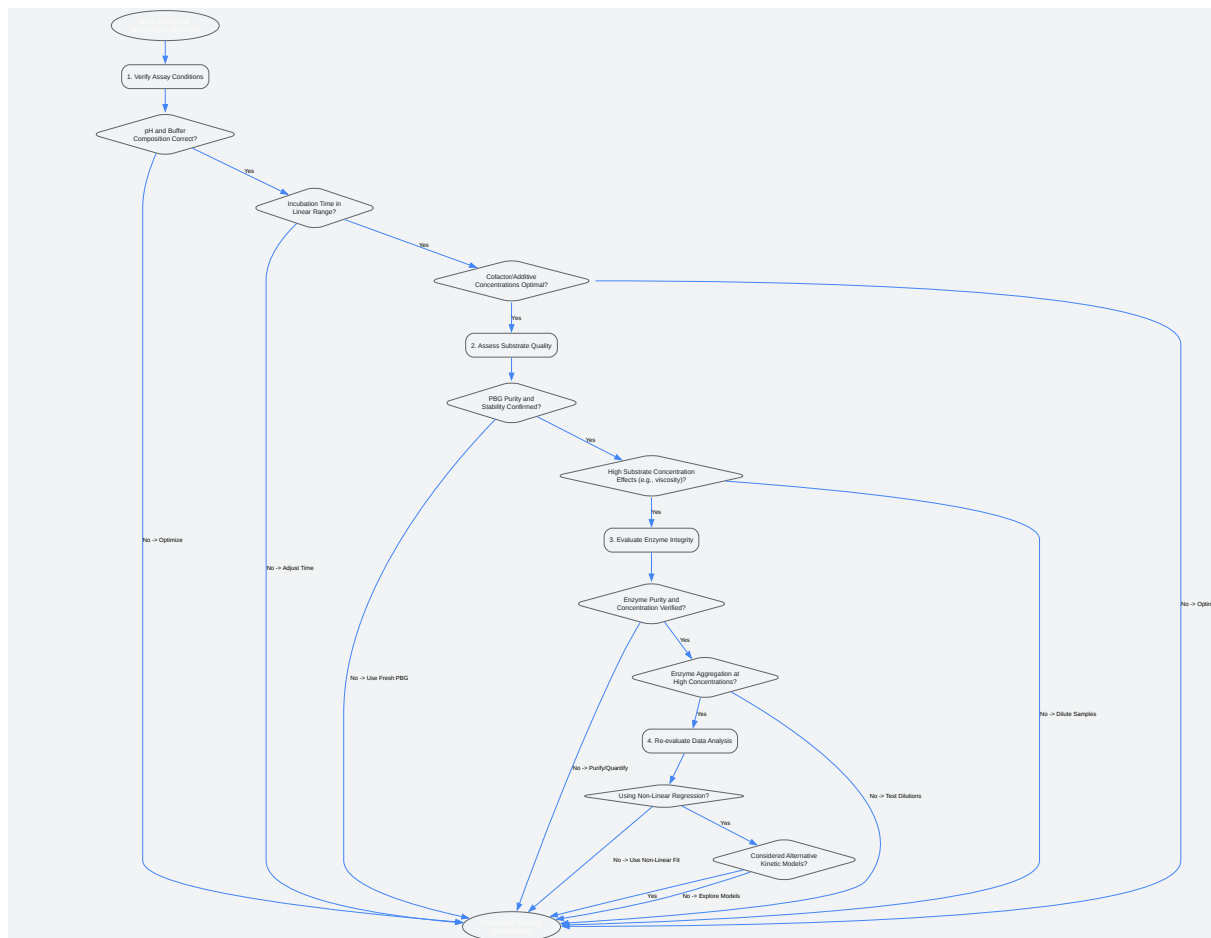 1. Verify Assay Conditions
pH and Buffer
Composition Correct?
Yes
Incubation Time in
Linear Range?
Yes
Cofactor/Additive
Concentrations Optimal?
Yes
2. Assess Substrate Quality
PBG Purity and
Stability Confirmed?
Yes
High Substrate Concentration
Effects (e.g., viscosity)?
Yes
3. Evaluate Enzyme Integrity
No -> Optimize
No -> Adjust Time
Enzyme Purity and
Concentration Verified?
No -> Optim
Yes
Enzyme Aggregation at
High Concentrations?
No -> Use Fresh PBG
Yes
No -> Dilute Samples
4. Re-evaluate Data Analysis
No -> Purify/Quantify
Using Non-Linear Regression?
No -> Test Dilutions
Yes
No -> Use Non-Linear Fit
Considered Alternative
Kinetic Models?
Yes
No -> Explore Models